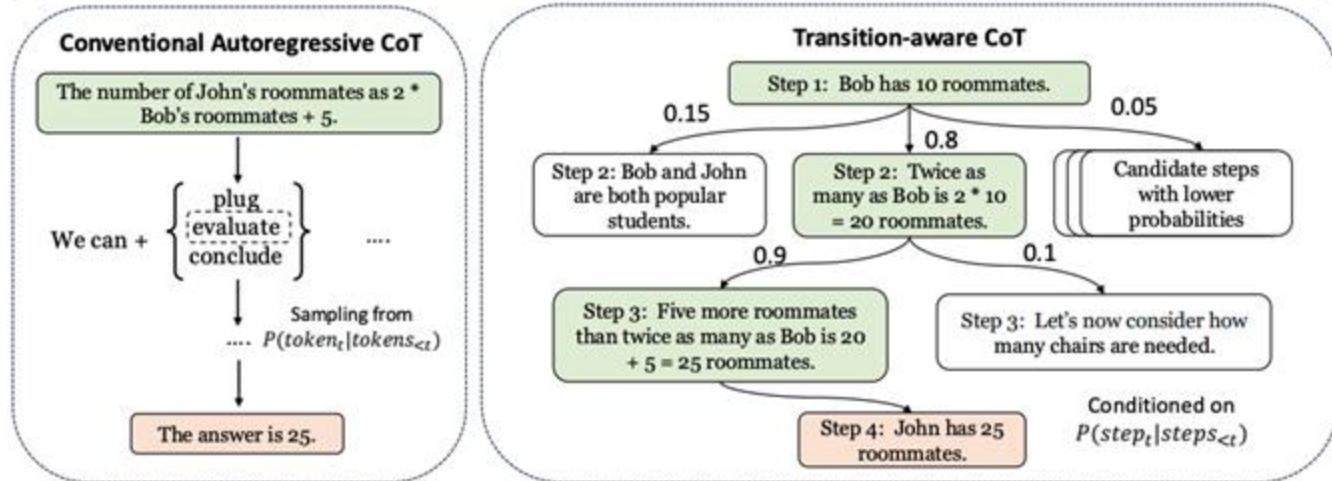 Conventional Autoregressive CoT
The number of John's roommates as 2 *
Bob's roommates + 5.
We can +
plug
evaluate
conclude
....
Sampling from
.... P(token_t|tokens_<t)
The answer is 25.
Transition-aware CoT
Step 1: Bob has 10 roommates.
0.15
0.8
0.05
Step 2: Bob and John
are both popular
students.
Step 2: Twice as
many as Bob is 2 * 10
= 20 roommates.
Candidate steps
with lower
probabilities
0.9
0.1
Step 3: Five more roommates
than twice as many as Bob is 20
+ 5 = 25 roommates.
Step 3: Let's now consider how
many chairs are needed.
Step 4: John has 25
roommates.
Conditioned on
P(step_t|steps_<t)